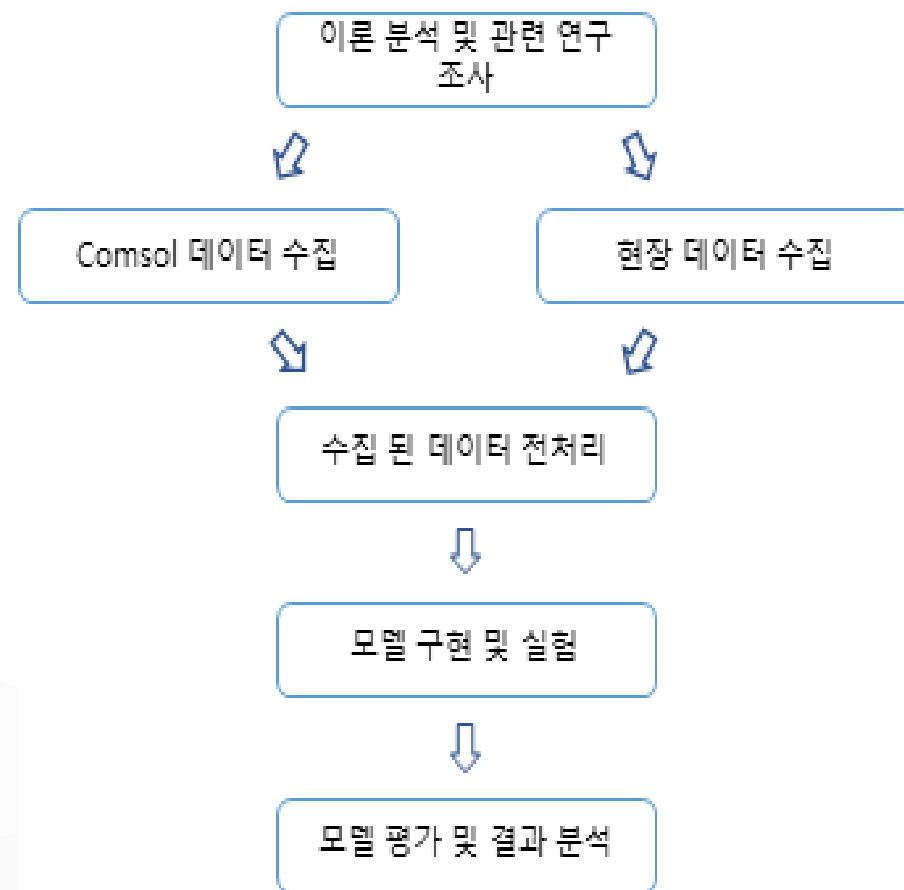 이론 분석 및 관련 연구
조사
Comsol 데이터 수집
현장 데이터 수집
수집 된 데이터 전처리
모델 구현 및 실험
모델 평가 및 결과 분석